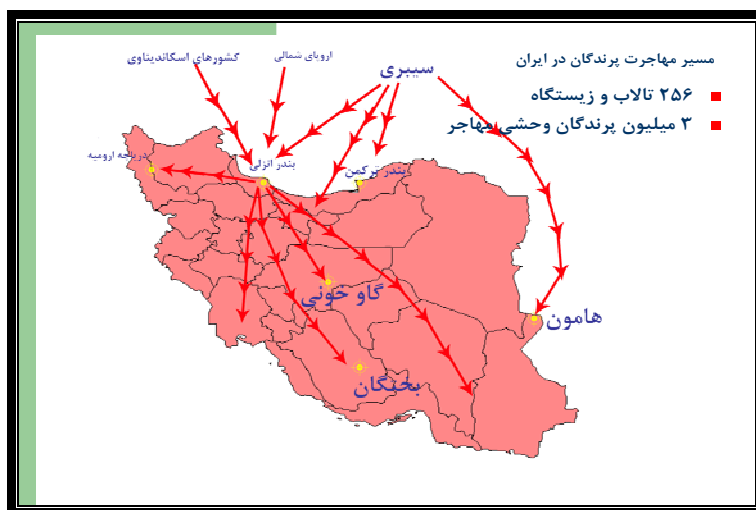 مسیر مهاجرت پرندگان در ایران
۲۵۶ تالاب و زیستگاه
۳ میلیون پرندگان وحشی مهاجر
سیبری
اروپای شمالی
کشورهای اسکاندیناوی
دریاچه ارومیه
بندر انزلی
بندر ترکمن
گاو خونی
هامون
بختگان